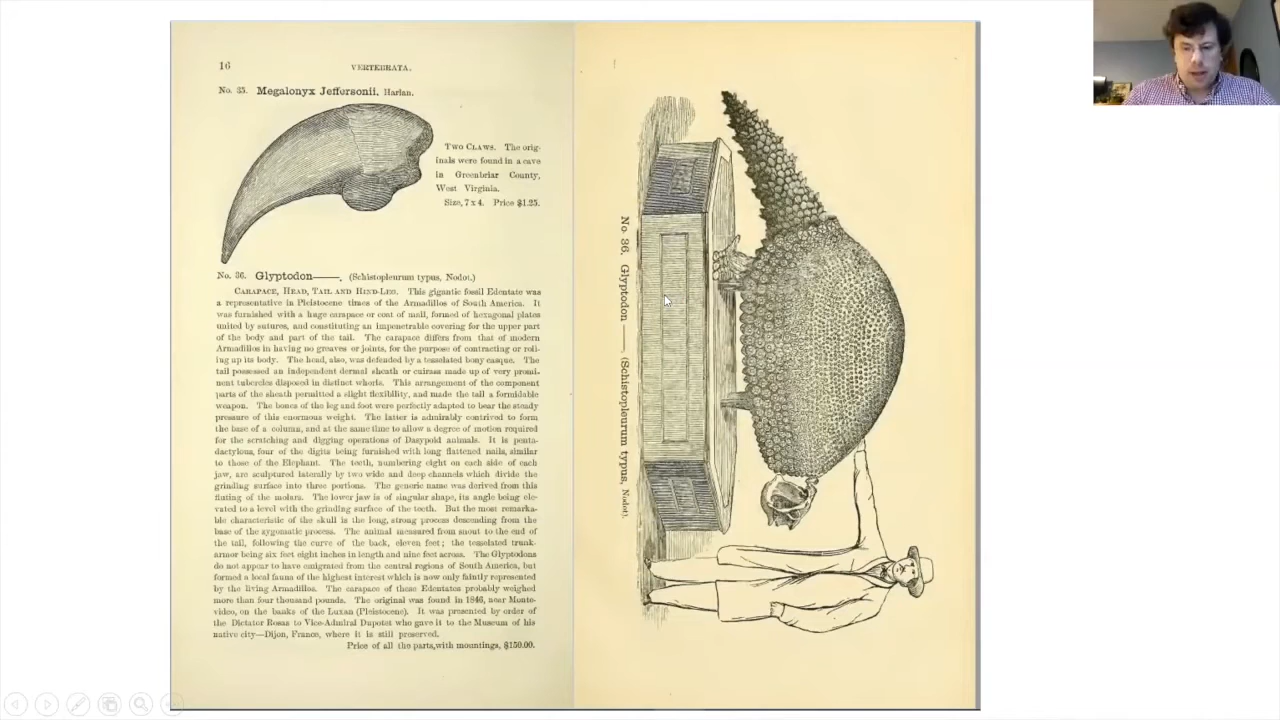 16
VERTEBRATA.
No. 35. Megalonyx Jeffersonii, Harlan.
TWO CLAWS. The orig-
inals were found in a cave
in Greenbriar County,
West Virginia.
Size, 7 x 4. Price $1.25.
No. 36. Glyptodon——. (Schistopleurum typus, Nodot.)
CARAPACE, HEAD, TAIL AND HIND-LEG. This gigantic fossil Edentate was
a representative in Pleistocene times of the Armadillos of South America. It
was furnished with a huge carapace or coat of mail, formed of hexagonal plates
united by sutures, and constituting an impenetrable covering for the upper part
of the body and part of the tail. The carapace differs from that of modern
Armadillos in having no greaves or joints, for the purpose of contracting or roll-
ing up its body. The head, also, was defended by a tesselated bony casque. The
tail possessed an independent dermal sheath or cuirass made up of very promi-
nent tubercles disposed in distinct whorls. This arrangement of the component
parts of the sheath permitted a slight flexibility, and made the tail a formidable
weapon. The bones of the leg and foot were perfectly adapted to bear the steady
pressure of this enormous weight. The latter is admirably contrived to form
the base of a column, and at the same time to allow a degree of motion required
for the scratching and digging operations of Dasypoid animals. It is penta-
dactylous, four of the digits being furnished with long flattened nails, similar
to those of the Elephant. The teeth, numbering eight on each side of each
jaw, are sculptured laterally by two wide and deep channels which divide the
grinding surface into three portions. The generic name was derived from this
fluting of the molars. The lower jaw is of singular shape, its angle being ele-
vated to a level with the grinding surface of the teeth. But the most remarka-
ble characteristic of the skull is the long, strong process descending from the
base of the zygomatic process. The animal measured from snout to the end of
the tail, following the curve of the back, eleven feet; the tesselated trunk-
armor being six feet eight inches in length and nine feet across. The Glyptodons
do not appear to have emigrated from the central regions of South America, but
formed a local fauna of the highest interest which is now only faintly represented
by the living Armadillos. The carapace of these Edentates probably weighed
more than four thousand pounds. The original was found in 1846, near Monte-
video, on the banks of the Luxan (Pleistocene). It was presented by order of
the Dictator Rosas to Vice-Admiral Dupotet who gave it to the Museum of his
native city—Dijon, France, where it is still preserved.
Price of all the parts, with mountings, $150.00.
No. 36. Glyptodon ——. (Schistopleurum typus, Nodot).